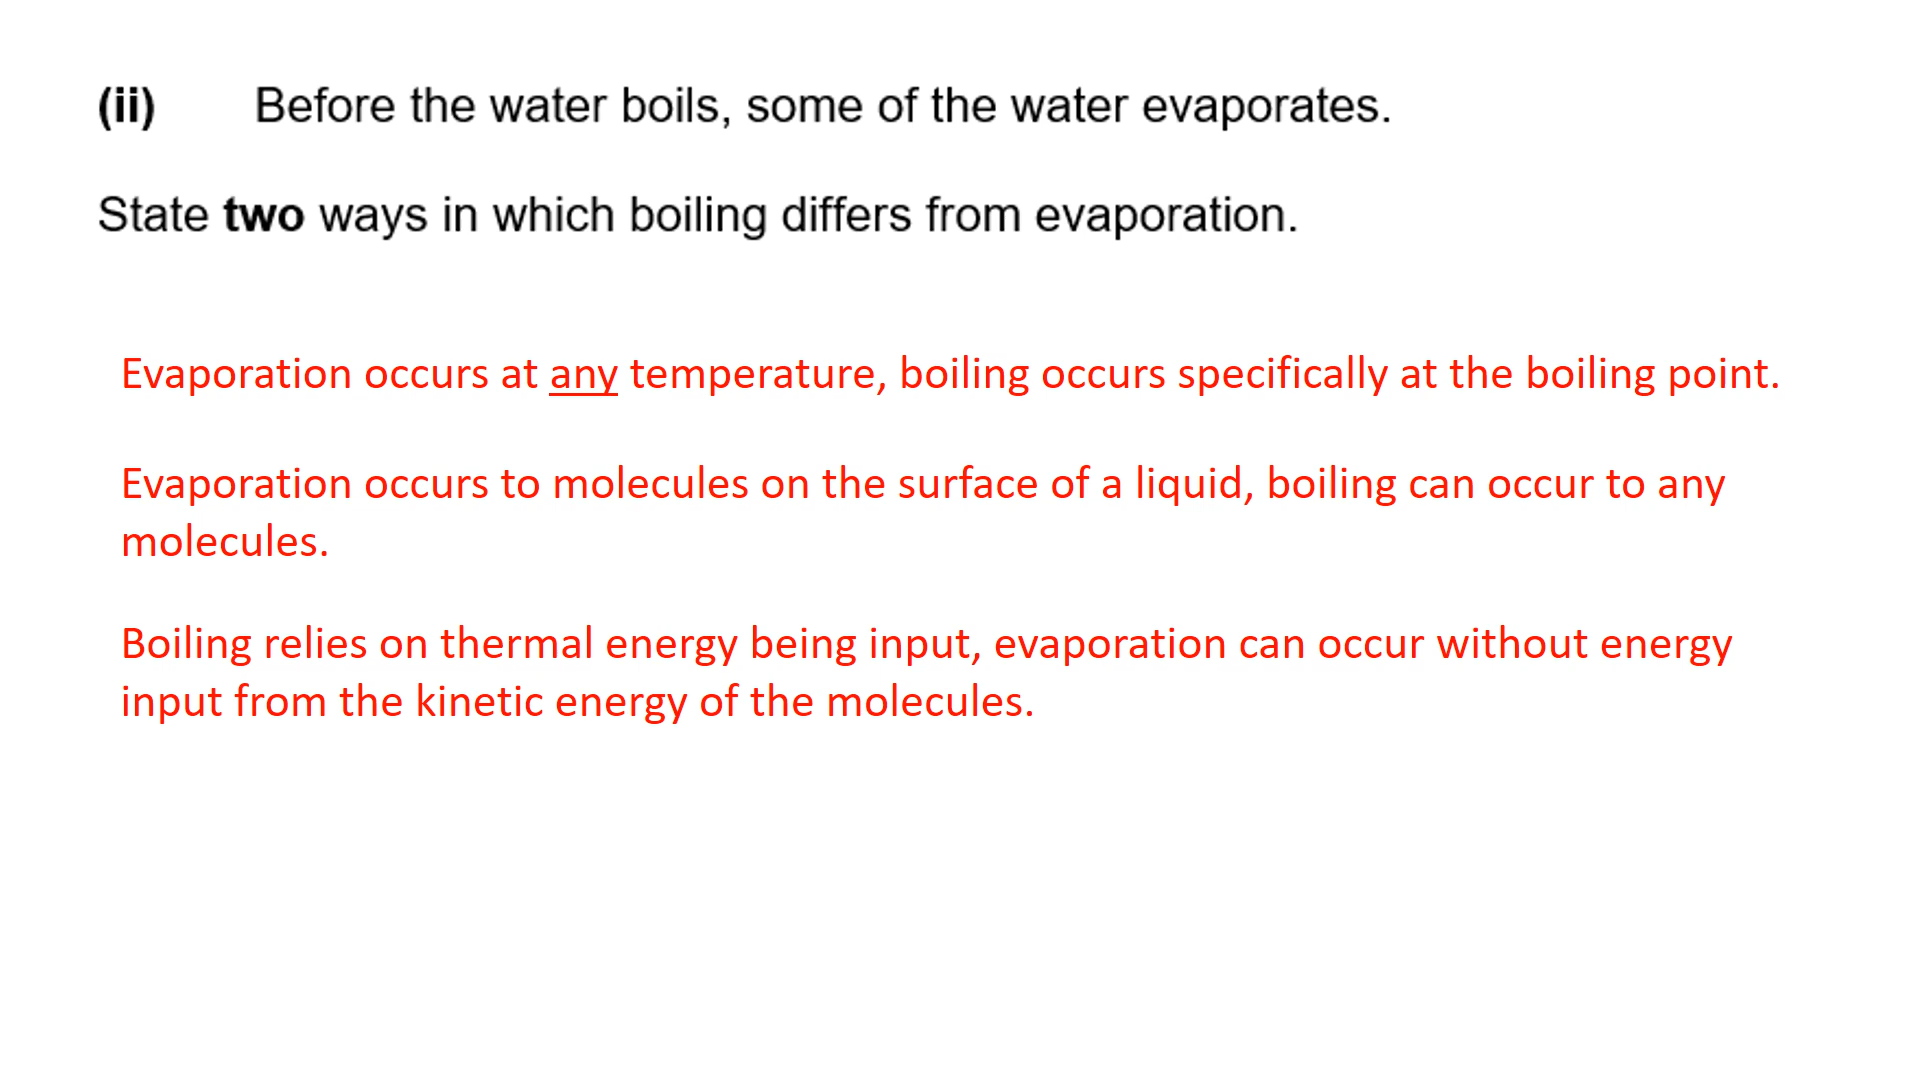 (ii) Before the water boils, some of the water evaporates.
State two ways in which boiling differs from evaporation.
Evaporation occurs at any temperature, boiling occurs specifically at the boiling point.
Evaporation occurs to molecules on the surface of a liquid, boiling can occur to any
molecules.
Boiling relies on thermal energy being input, evaporation can occur without energy
input from the kinetic energy of the molecules.